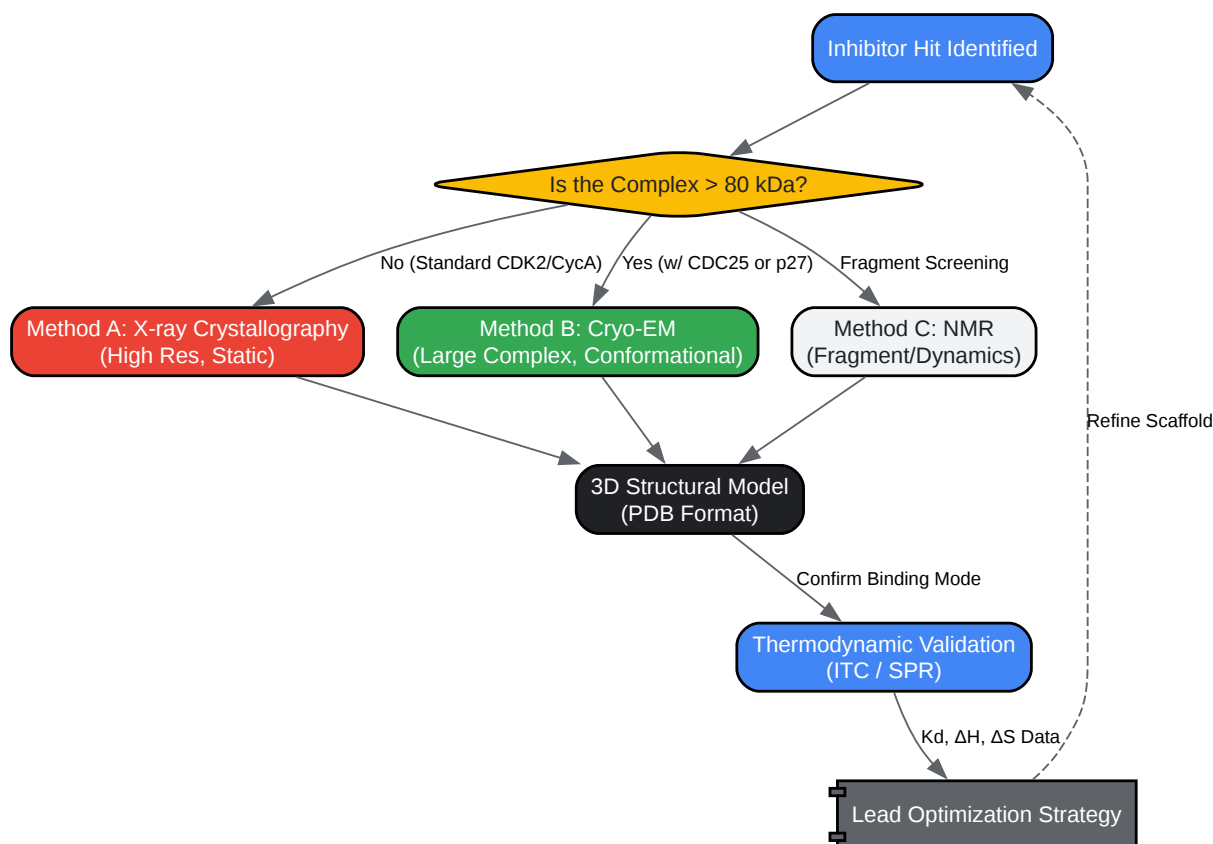 Inhibitor Hit Identified
Is the Complex > 80 kDa?
No (Standard CDK2/CycA)
Yes (w/ CDC25 or p27)
Fragment Screening
Method A: X-ray Crystallography
(High Res, Static)
Method B: Cryo-EM
(Large Complex, Conformational)
Method C: NMR
(Fragment/Dynamics)
Refine Scaffold
3D Structural Model
(PDB Format)
Confirm Binding Mode
Thermodynamic Validation
(ITC / SPR)
Kd, ΔH, ΔS Data
Lead Optimization Strategy